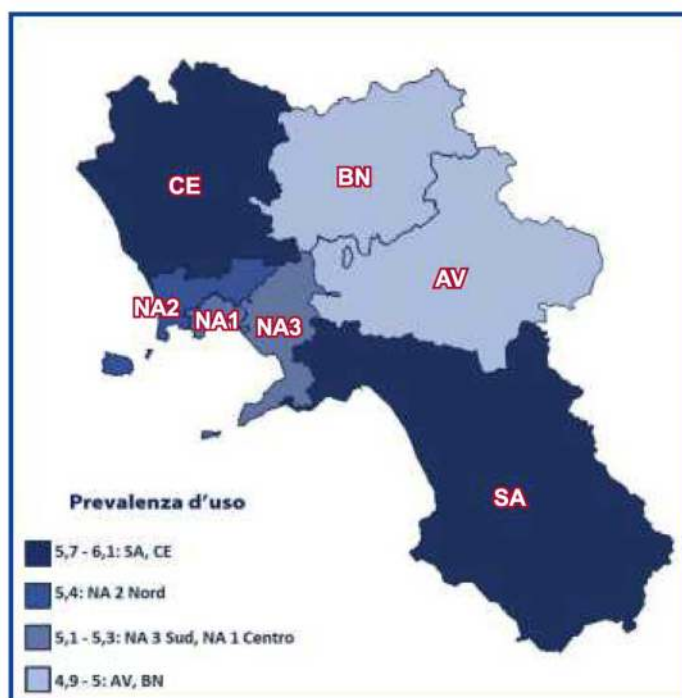 CE
BN
AV
NA2
NA1
NA3
SA
Prevalenza d'uso
5,7 - 6,1: SA, CE
5,4: NA 2 Nord
5,1 - 5,3: NA 3 Sud, NA 1 Centro
4,9 - 5: AV, BN